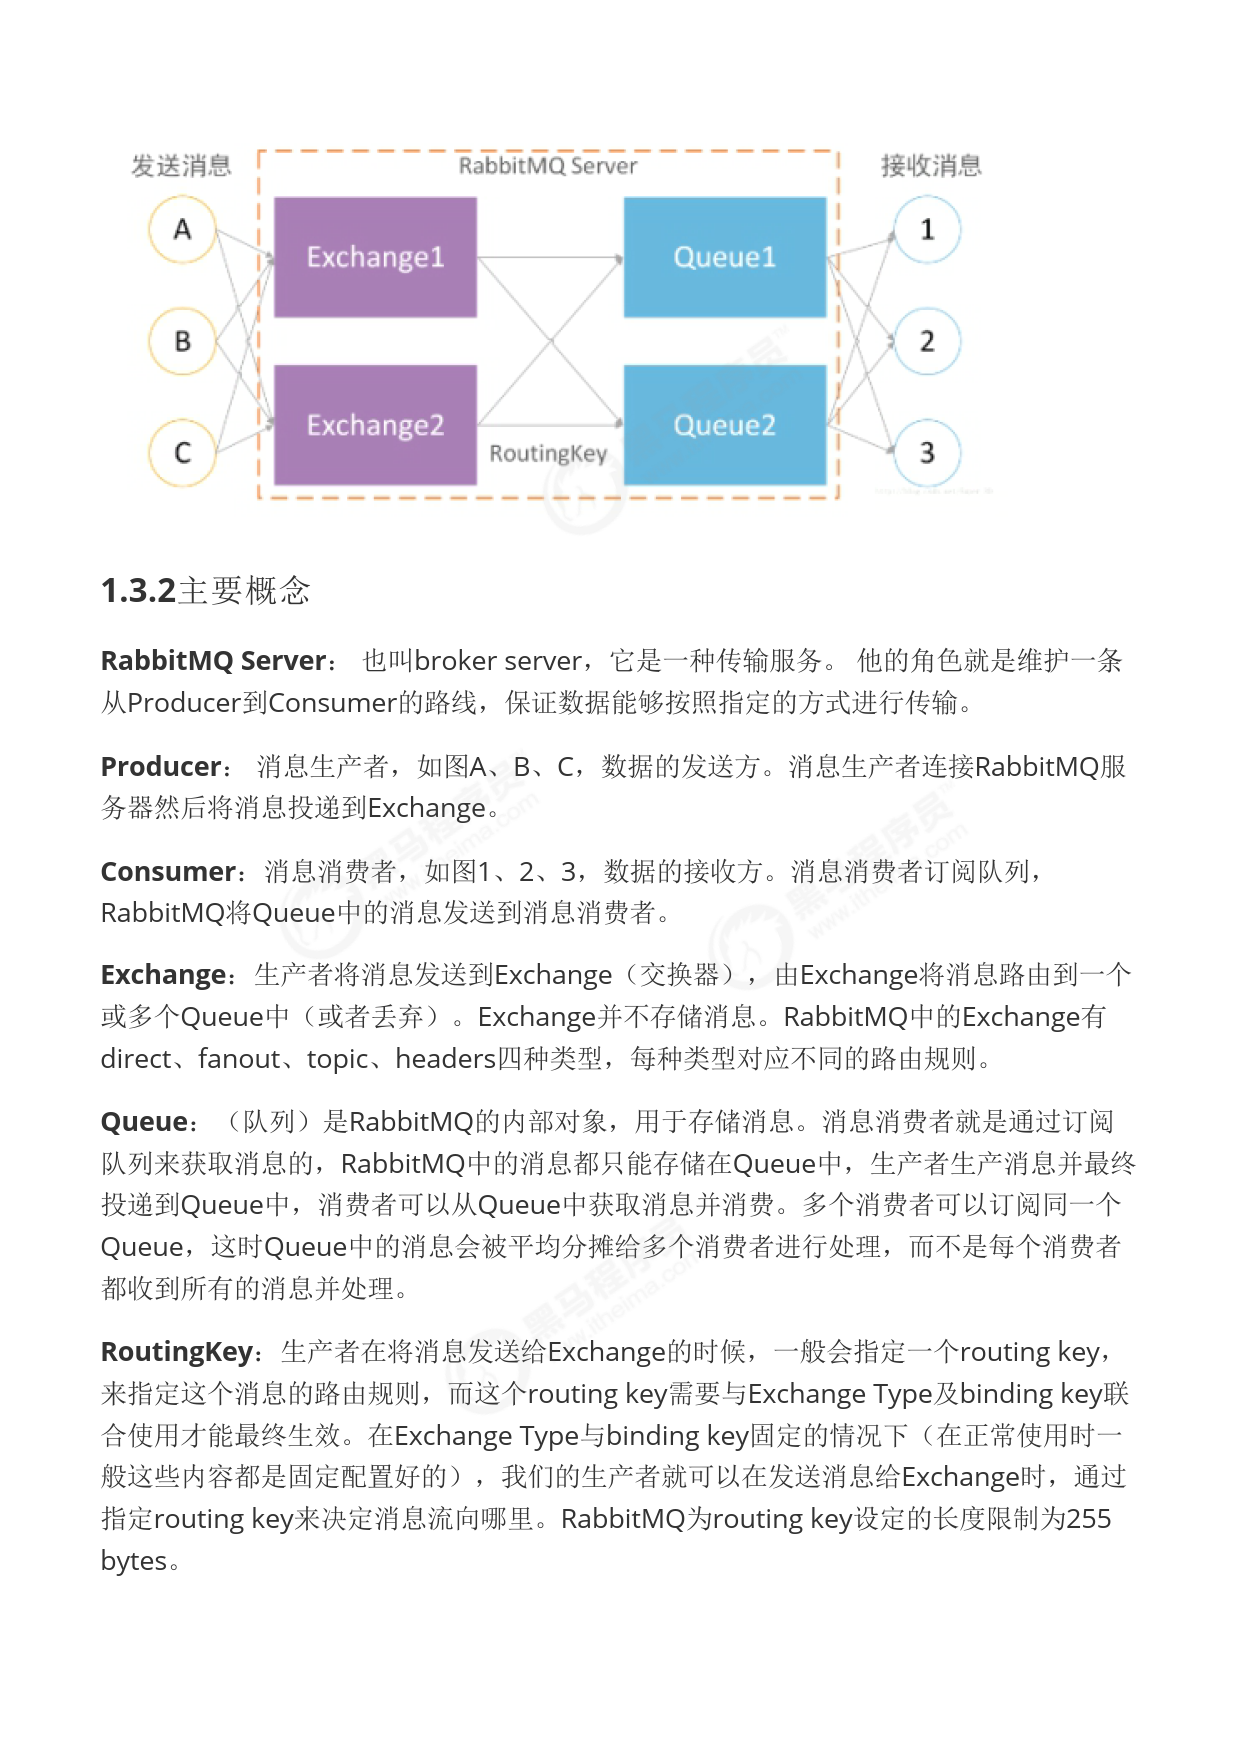 发送消息
RabbitMQ Server
接收消息
A
Exchange1
Queue1
1
B
2
Exchange2
Queue2
C
RoutingKey
3
1.3.2主要概念
RabbitMQ Server： 也叫broker server，它是一种传输服务。 他的角色就是维护一条
从Producer到Consumer的路线，保证数据能够按照指定的方式进行传输。
Producer： 消息生产者，如图A、B、C，数据的发送方。消息生产者连接RabbitMQ服
务器然后将消息投递到Exchange。
Consumer：消息消费者，如图1、2、3，数据的接收方。消息消费者订阅队列，
RabbitMQ将Queue中的消息发送到消息消费者。
Exchange：生产者将消息发送到Exchange（交换器），由Exchange将消息路由到一个
或多个Queue中（或者丢弃）。Exchange并不存储消息。RabbitMQ中的Exchange有
direct、fanout、topic、headers四种类型，每种类型对应不同的路由规则。
Queue：（队列）是RabbitMQ的内部对象，用于存储消息。消息消费者就是通过订阅
队列来获取消息的，RabbitMQ中的消息都只能存储在Queue中，生产者生产消息并最终
投递到Queue中，消费者可以从Queue中获取消息并消费。多个消费者可以订阅同一个
Queue，这时Queue中的消息会被平均分摊给多个消费者进行处理，而不是每个消费者
都收到所有的消息并处理。
RoutingKey：生产者在将消息发送给Exchange的时候，一般会指定一个routing key，
来指定这个消息的路由规则，而这个routing key需要与Exchange Type及binding key联
合使用才能最终生效。在Exchange Type与binding key固定的情况下（在正常使用时一
般这些内容都是固定配置好的），我们的生产者就可以在发送消息给Exchange时，通过
指定routing key来决定消息流向哪里。RabbitMQ为routing key设定的长度限制为255
bytes。
黑马程序员
www.itheima.com
黑马程序员
www.itheima.com
黑马程序员
www.itheima.com